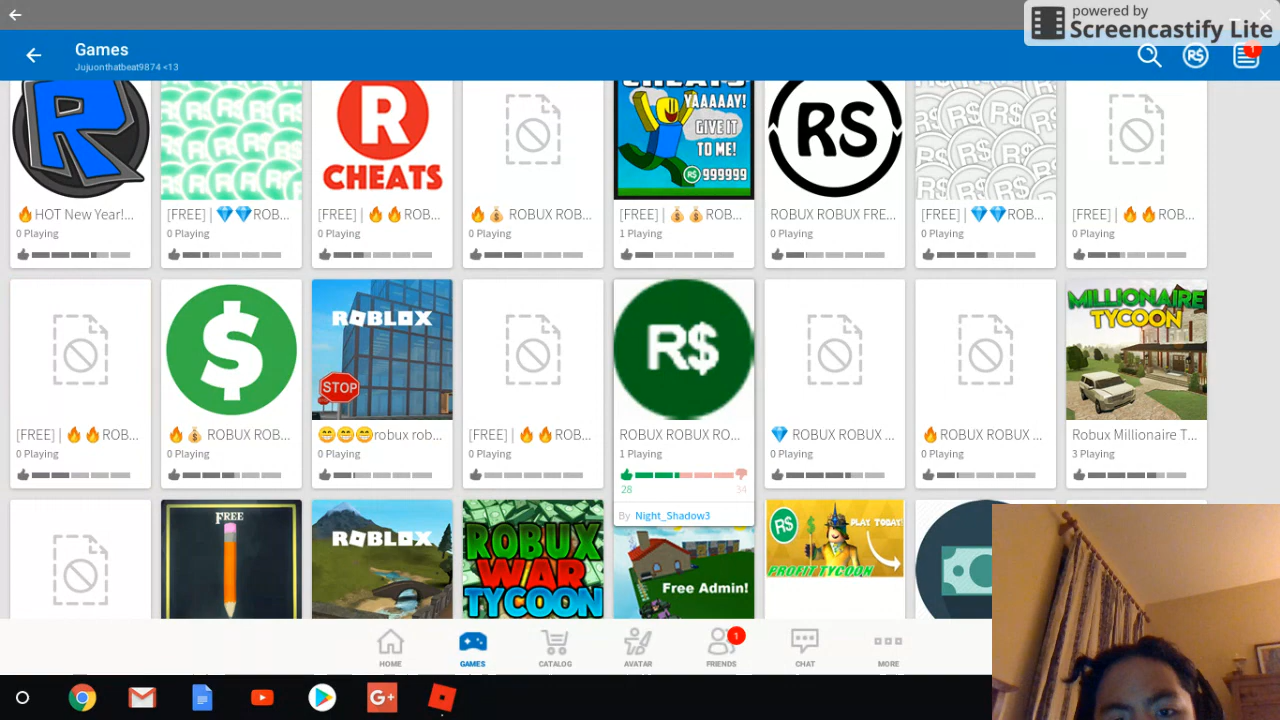 powered by
Screencastify Lite
Games
Jujuonthatbeat9874 <13
R$
1
R
CHEATS
CHEATS
YAAAAAY!
GIVE IT
TO ME!
R$ 999999
RS
🔥HOT New Year!...
[FREE] | 💎💎ROB...
[FREE] | 🔥🔥ROB...
🔥💰 ROBUX ROB...
[FREE] | 💰💰ROB...
ROBUX ROBUX FRE...
[FREE] | 💎💎ROB...
[FREE] | 🔥🔥ROB...
0 Playing
0 Playing
0 Playing
0 Playing
1 Playing
0 Playing
0 Playing
0 Playing
$
ROBLOX
STOP
R$
MILLIONAIRE
TYCOON
[FREE] | 🔥🔥ROB...
🔥💰 ROBUX ROB...
😁😁😁robux rob...
[FREE] | 🔥🔥ROB...
ROBUX ROBUX RO...
💎 ROBUX ROBUX ...
🔥ROBUX ROBUX ...
Robux Millionaire T...
0 Playing
0 Playing
0 Playing
0 Playing
1 Playing
0 Playing
0 Playing
3 Playing
28
34
By Night_Shadow3
FREE
ROBLOX
ROBUX
WAR
TYCOON
Free Admin!
R$
PLAY TODAY!
PROFIT TYCOON
1
HOME
GAMES
CATALOG
AVATAR
FRIENDS
CHAT
MORE
G+